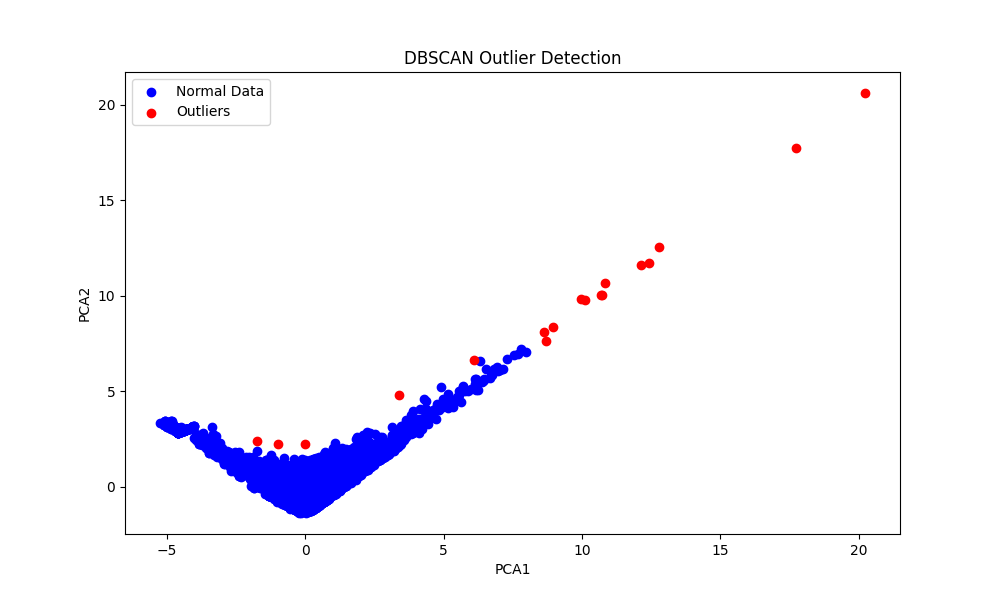 DBSCAN Outlier Detection
Normal Data
Outliers
20
15
10
5
0
PCA2
−5 0 5 10 15 20
PCA1